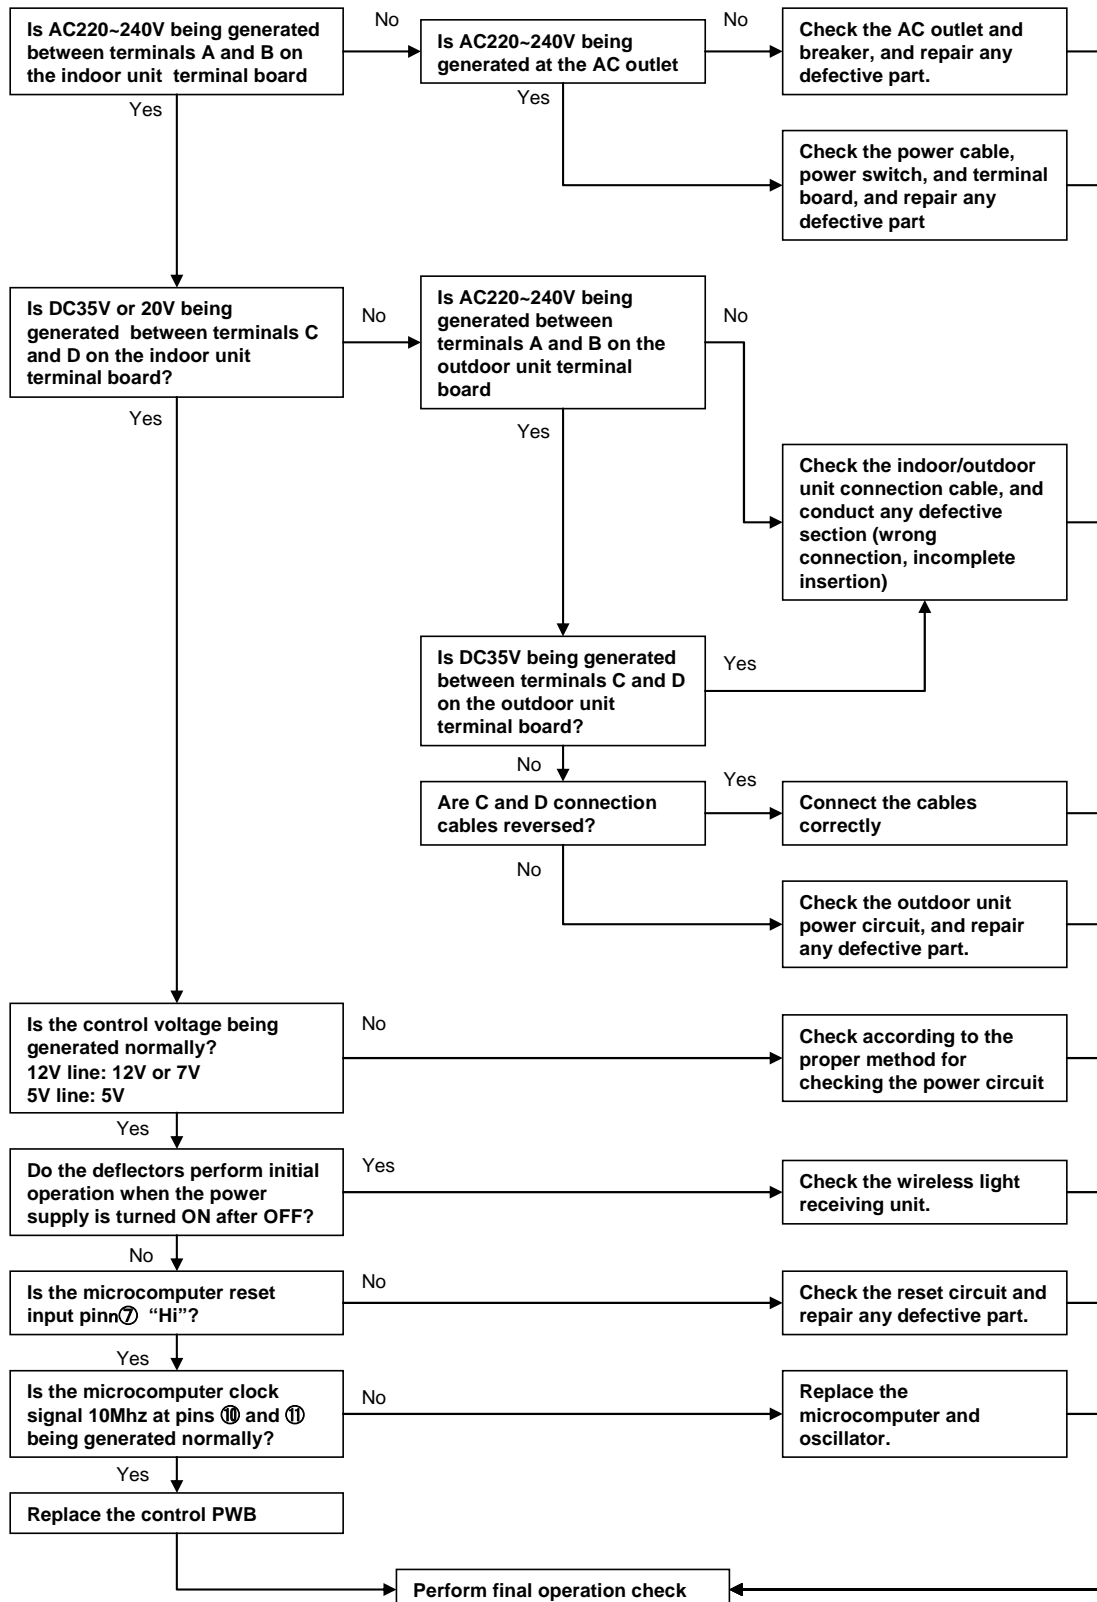 Is AC220~240V being generated
between terminals A and B on
the indoor unit terminal board
No
Is AC220~240V being
generated at the AC outlet
No
Check the AC outlet and
breaker, and repair any
defective part.
Yes
Yes
Check the power cable,
power switch, and terminal
board, and repair any
defective part
Is DC35V or 20V being
generated between terminals C
and D on the indoor unit
terminal board?
No
Is AC220~240V being
generated between
terminals A and B on the
outdoor unit terminal
board
No
Yes
Yes
Check the indoor/outdoor
unit connection cable, and
conduct any defective
section (wrong
connection, incomplete
insertion)
Is DC35V being generated
between terminals C and D
on the outdoor unit
terminal board?
Yes
No
Are C and D connection
cables reversed?
Yes
Connect the cables
correctly
No
Check the outdoor unit
power circuit, and repair
any defective part.
Is the control voltage being
generated normally?
12V line: 12V or 7V
5V line: 5V
No
Check according to the
proper method for
checking the power circuit
Yes
Do the deflectors perform initial
operation when the power
supply is turned ON after OFF?
Yes
Check the wireless light
receiving unit.
No
Is the microcomputer reset
input pinn⑦ “Hi”?
No
Check the reset circuit and
repair any defective part.
Yes
Is the microcomputer clock
signal 10Mhz at pins ⑩ and ⑪
being generated normally?
No
Replace the
microcomputer and
oscillator.
Yes
Replace the control PWB
Perform final operation check